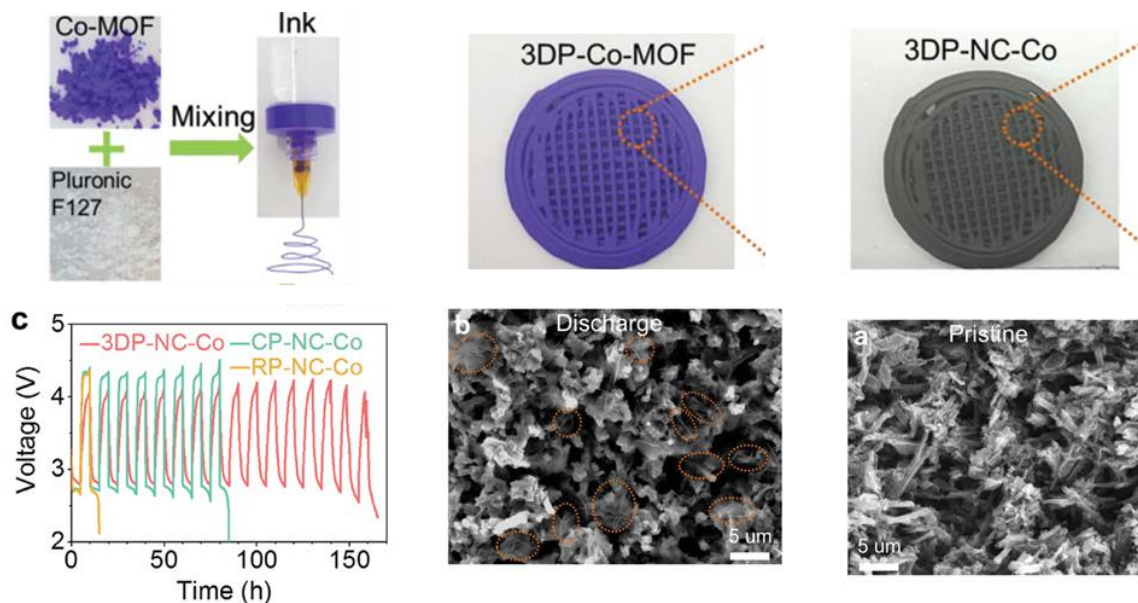 Co-MOF
Ink
Mixing
Pluronic
F127
3DP-Co-MOF
3DP-NC-Co
c
5
4
3
2
Voltage (V)
3DP-NC-Co
CP-NC-Co
RP-NC-Co
0
50
100
150
Time (h)
b
Discharge
5 um
a
Pristine
5 um